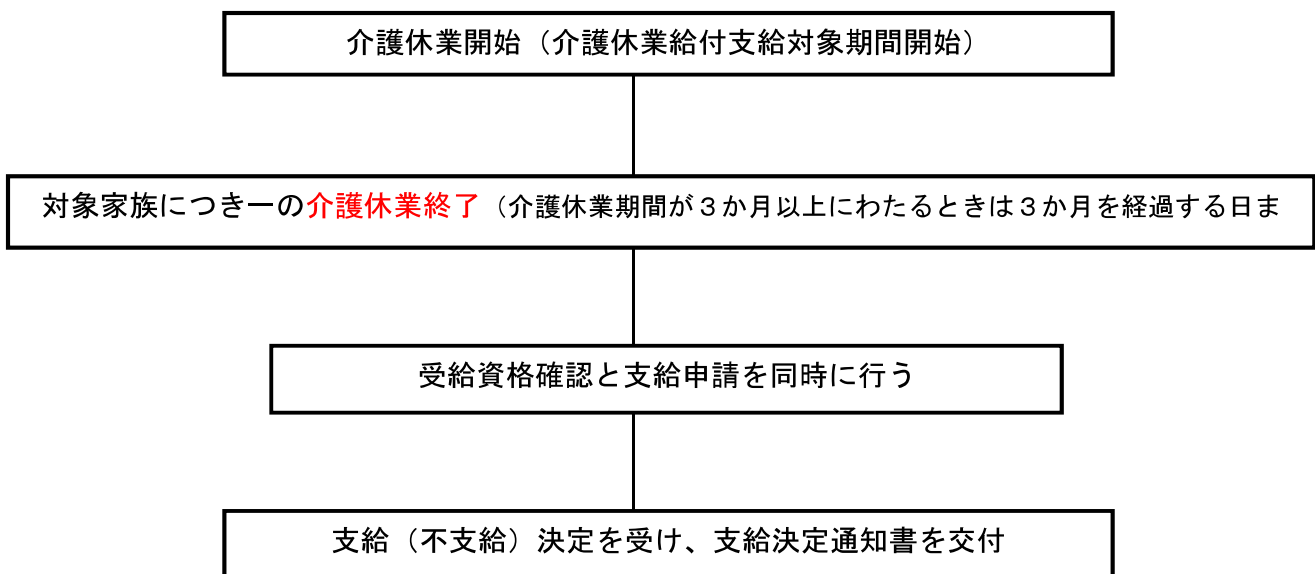 介護休業開始（介護休業給付支給対象期間開始）
対象家族につき一の介護休業終了（介護休業期間が３か月以上にわたるときは３か月を経過する日ま
受給資格確認と支給申請を同時に行う
支給（不支給）決定を受け、支給決定通知書を交付